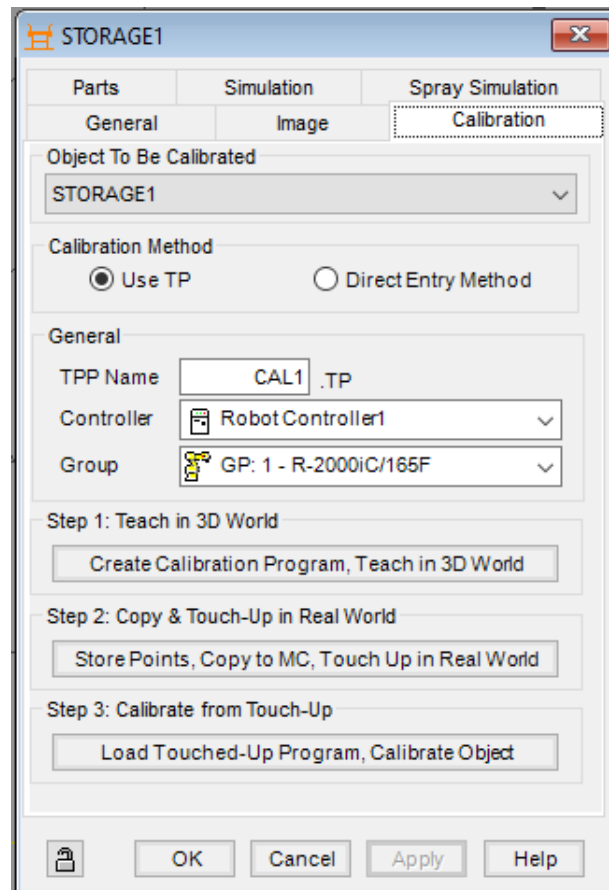 STORAGE1
Parts Simulation Spray Simulation
General Image Calibration
Object To Be Calibrated
STORAGE1
Calibration Method
Use TP Direct Entry Method
General
TPP Name CAL1 .TP
Controller Robot Controller1
Group GP: 1 - R-2000iC/165F
Step 1: Teach in 3D World
Create Calibration Program, Teach in 3D World
Step 2: Copy & Touch-Up in Real World
Store Points, Copy to MC, Touch Up in Real World
Step 3: Calibrate from Touch-Up
Load Touched-Up Program, Calibrate Object
OK Cancel Apply Help